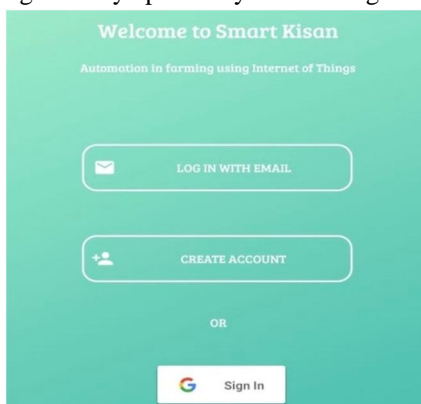 Welcome to Smart Kisan
Automation in farming using Internet of Things
LOG IN WITH EMAIL
CREATE ACCOUNT
OR
Sign In